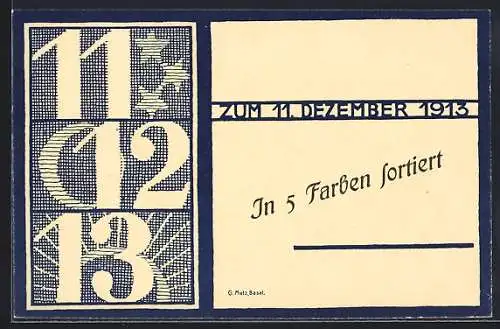 11
12
13
ZUM 11. DEZEMBER 1913
In 5 Farben sortiert
G. Metz, Basel.